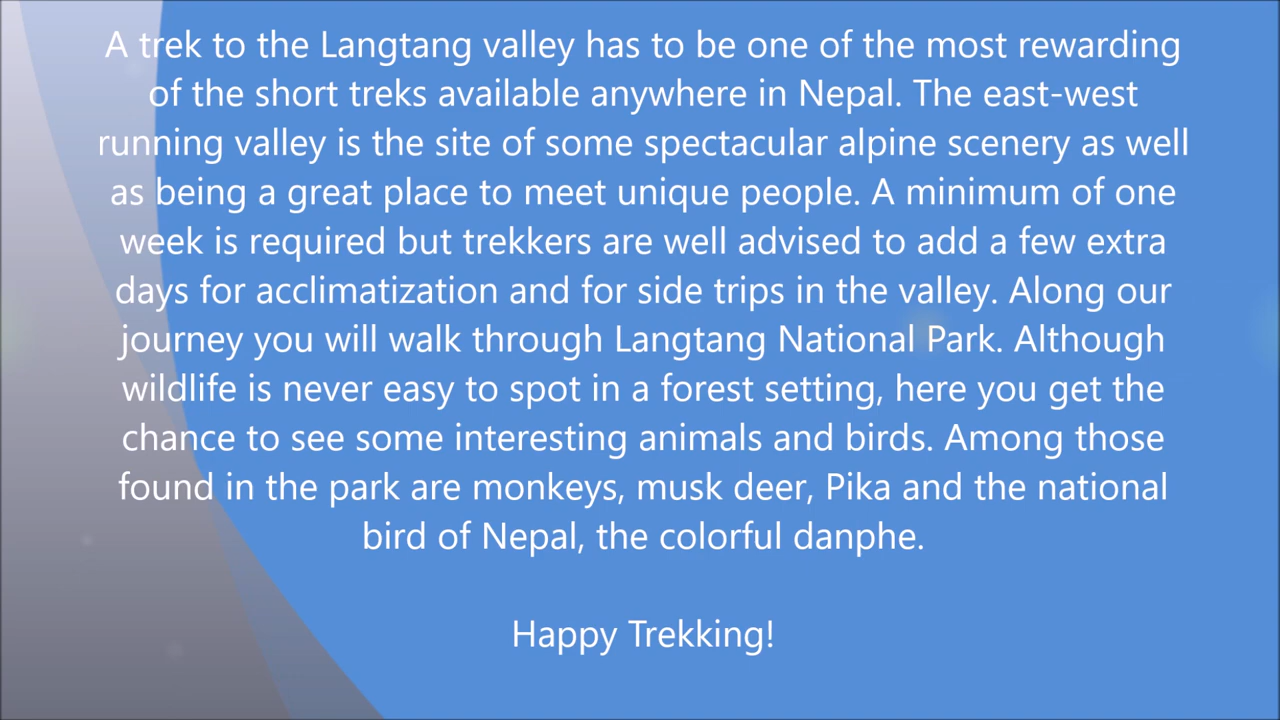 A trek to the Langtang valley has to be one of the most rewarding
of the short treks available anywhere in Nepal. The east-west
running valley is the site of some spectacular alpine scenery as well
as being a great place to meet unique people. A minimum of one
week is required but trekkers are well advised to add a few extra
days for acclimatization and for side trips in the valley. Along our
journey you will walk through Langtang National Park. Although
wildlife is never easy to spot in a forest setting, here you get the
chance to see some interesting animals and birds. Among those
found in the park are monkeys, musk deer, Pika and the national
bird of Nepal, the colorful danphe.
Happy Trekking!